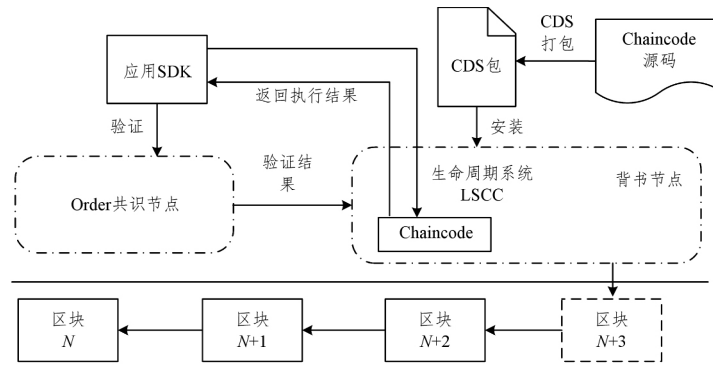 应用SDK
CDS包
CDS
打包
Chaincode
源码
返回执行结果
验证
安装
Order共识节点
验证结
果
生命周期系统
LSCC
背书节点
Chaincode
区块
N
区块
N+1
区块
N+2
区块
N+3